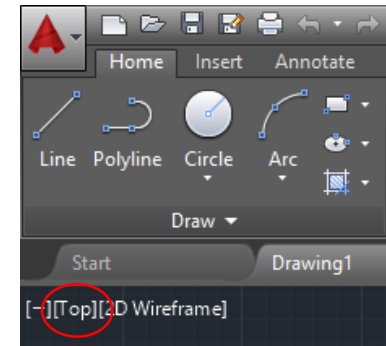 Home Insert Annotate
Line Polyline Circle Arc
Draw
Start Drawing1
[-][Top][2D Wireframe]